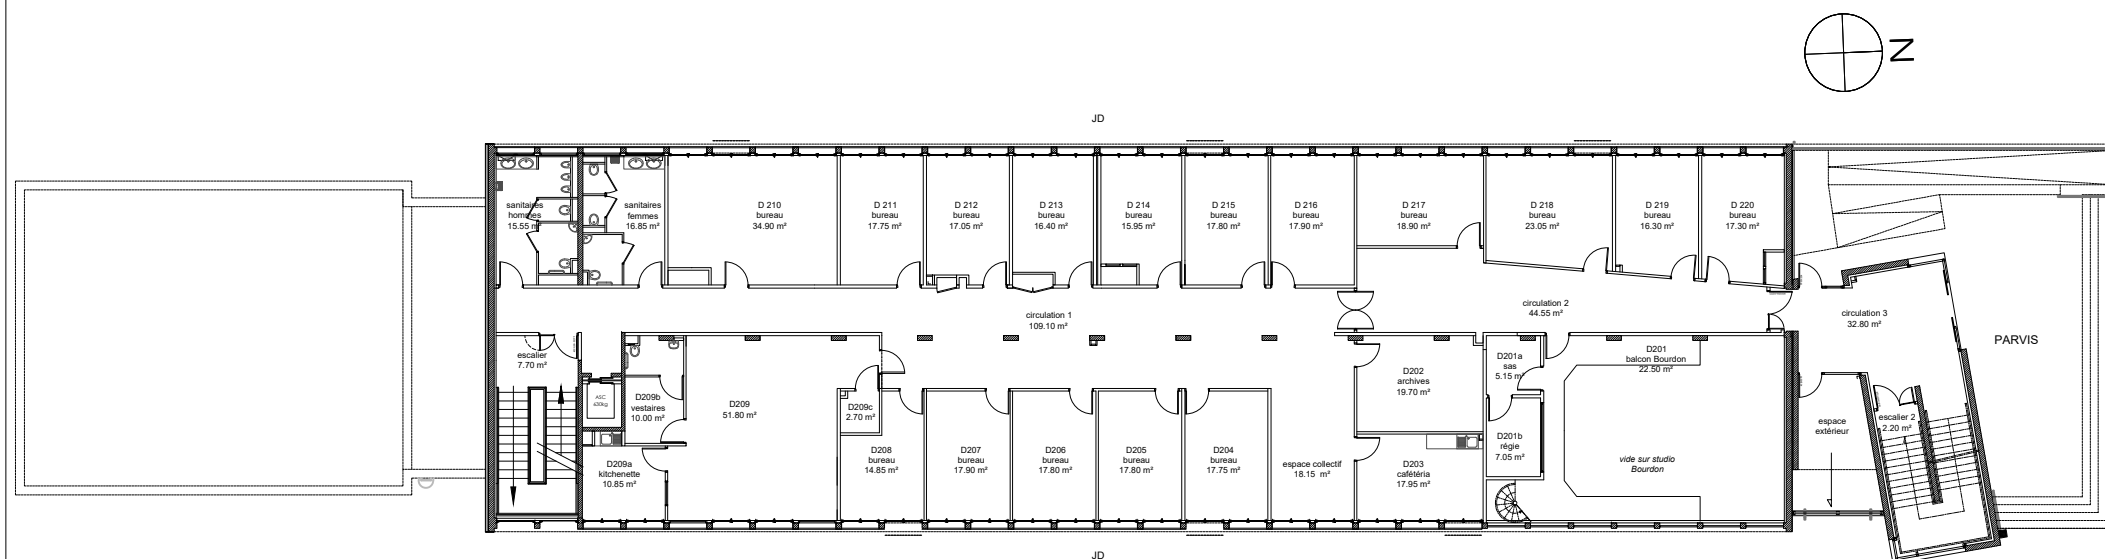 N
JD
sanitaires
hommes
15.55 m²
sanitaires
femmes
16.85 m²
D 210
bureau
34.90 m²
D 211
bureau
17.75 m²
D 212
bureau
17.05 m²
D 213
bureau
16.40 m²
D 214
bureau
15.95 m²
D 215
bureau
17.80 m²
D 216
bureau
17.90 m²
D 217
bureau
18.90 m²
D 218
bureau
23.05 m²
D 219
bureau
16.30 m²
D 220
bureau
17.30 m²
circulation 1
109.10 m²
circulation 2
44.55 m²
circulation 3
32.80 m²
PARVIS
escalier
7.70 m²
ASC
630kg
D209b
vestiaires
10.00 m²
D209
51.80 m²
D209c
2.70 m²
D209a
kitchenette
10.85 m²
D208
bureau
14.85 m²
D207
bureau
17.90 m²
D206
bureau
17.80 m²
D205
bureau
17.80 m²
D204
bureau
17.75 m²
espace collectif
18.15 m²
D202
archives
19.70 m²
D203
cafétéria
17.95 m²
D201a
sas
5.15 m²
D201b
régie
7.05 m²
D201
balcon Bourdon
22.50 m²
vide sur studio
Bourdon
espace
extérieur
escalier 2
2.20 m²
JD